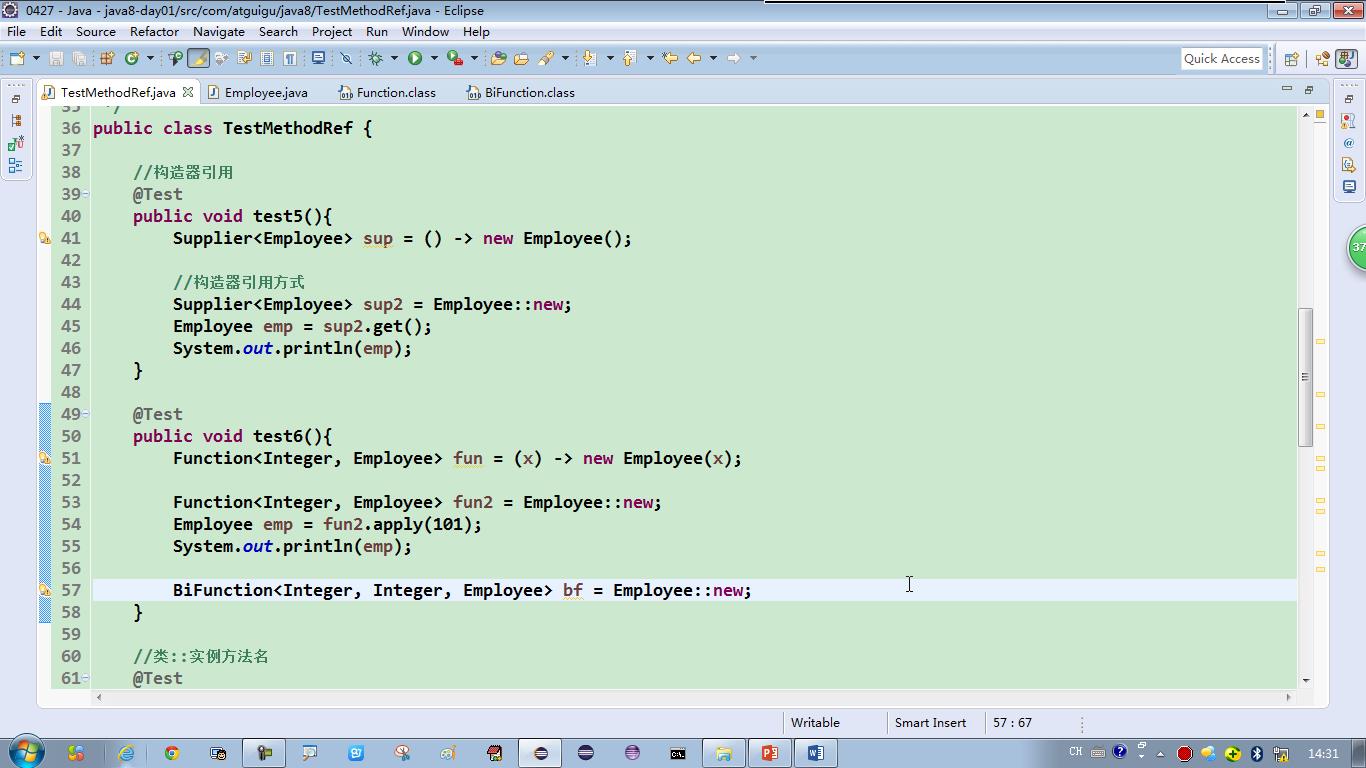 0427 - Java - java8-day01/src/com/atguigu/java8/TestMethodRef.java - Eclipse
File Edit Source Refactor Navigate Search Project Run Window Help
Quick Access
TestMethodRef.java Employee.java Function.class BiFunction.class
35 */
36 public class TestMethodRef {
37
38 //构造器引用
39 @Test
40 public void test5(){
41 Supplier<Employee> sup = () -> new Employee();
42
43 //构造器引用方式
44 Supplier<Employee> sup2 = Employee::new;
45 Employee emp = sup2.get();
46 System.out.println(emp);
47 }
48
49 @Test
50 public void test6(){
51 Function<Integer, Employee> fun = (x) -> new Employee(x);
52
53 Function<Integer, Employee> fun2 = Employee::new;
54 Employee emp = fun2.apply(101);
55 System.out.println(emp);
56
57 BiFunction<Integer, Integer, Employee> bf = Employee::new;
58 }
59
60 //类::实例方法名
61 @Test
37
Writable Smart Insert 57 : 67
CH 14:31